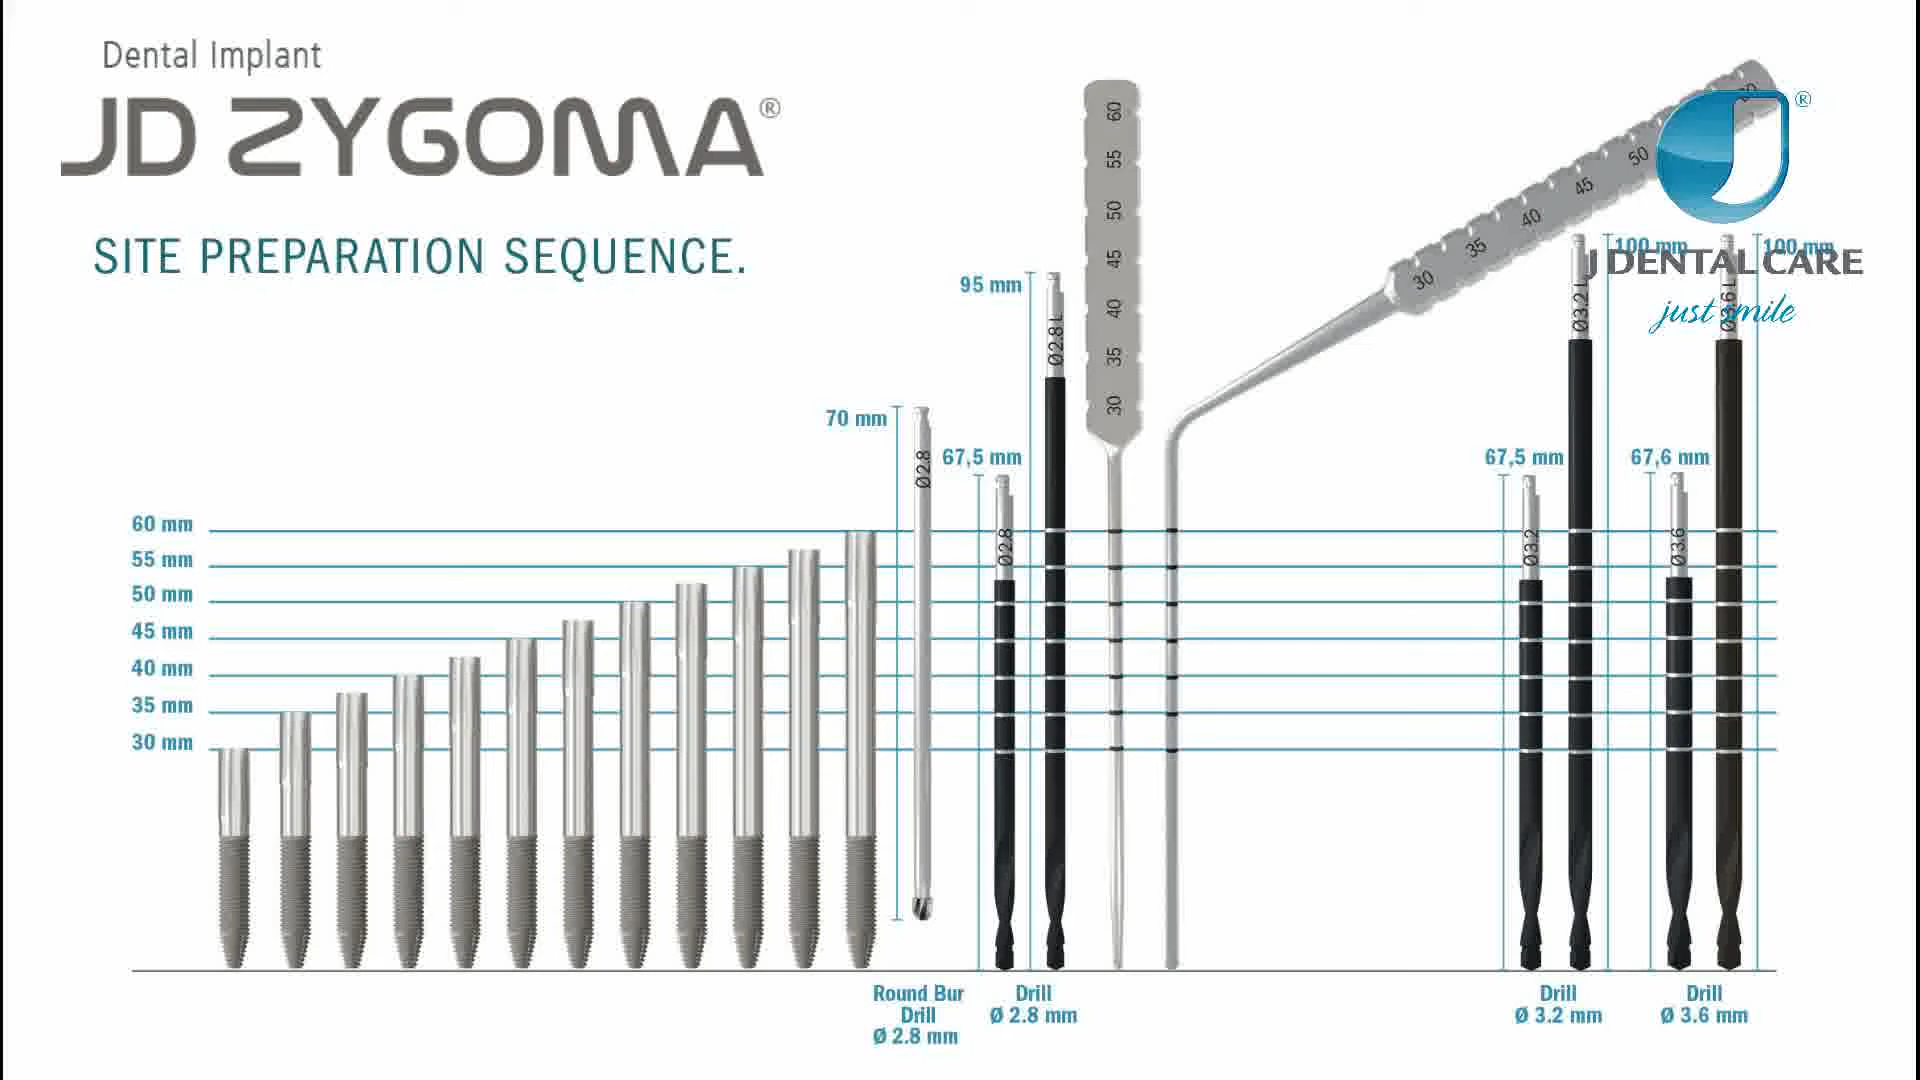 Dental Implant
JD ZYGOMA®
SITE PREPARATION SEQUENCE.
®
J DENTAL CARE
just smile
60
55
50
45
40
35
30
60
50
45
40
35
30
95 mm
100 mm
100 mm
70 mm
67,5 mm
67,5 mm
67,6 mm
Ø2.8
Ø2.8
Ø2.8 L
Ø3.2
Ø3.2 L
Ø3.6
Ø3.6 L
60 mm
55 mm
50 mm
45 mm
40 mm
35 mm
30 mm
Round Bur
Drill
Ø 2.8 mm
Drill
Ø 2.8 mm
Drill
Ø 3.2 mm
Drill
Ø 3.6 mm